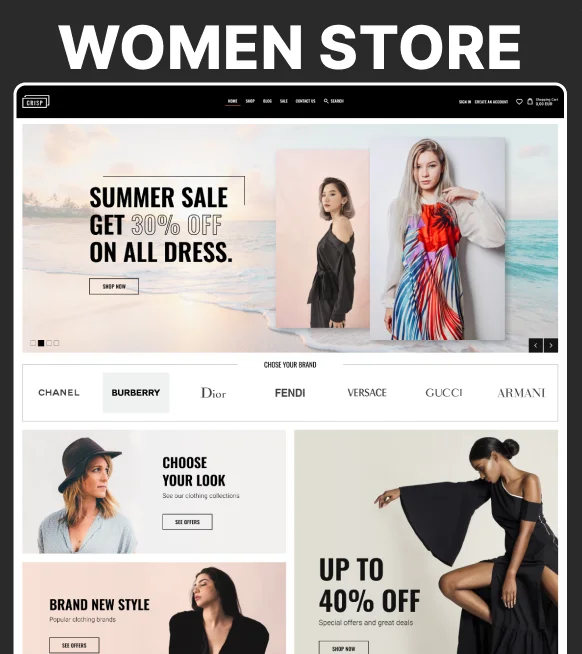 WOMEN STORE
CRISP
HOME SHOP BLOG SALE CONTACT US SEARCH
SIGN IN CREATE AN ACCOUNT
Shopping Cart
0,00 EUR
SUMMER SALE
GET 30% OFF
ON ALL DRESS.
SHOP NOW
CHOSE YOUR BRAND
CHANEL BURBERRY Dior FENDI VERSACE GUCCI ARMANI
CHOOSE
YOUR LOOK
See our clothing collections
SEE OFFERS
BRAND NEW STYLE
Popular clothing brands
SEE OFFERS
UP TO
40% OFF
Special offers and great deals
SHOP NOW